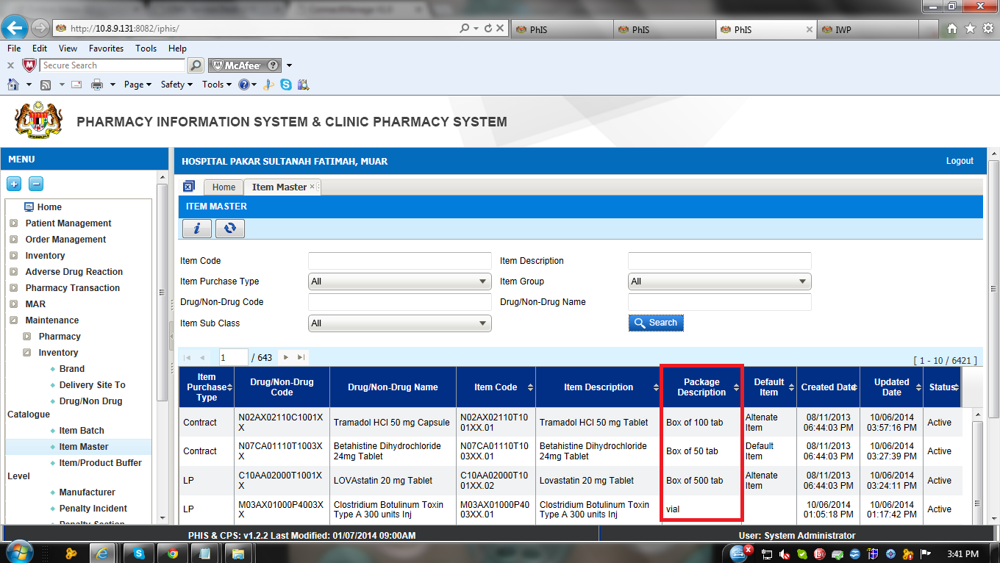 http://10.8.9.131:8082/iphis/
PhIS
PhIS
PhIS
IWP
File Edit View Favorites Tools Help
Secure Search
McAfee
Page Safety Tools
PHARMACY INFORMATION SYSTEM & CLINIC PHARMACY SYSTEM
MENU
HOSPITAL PAKAR SULTANAH FATIMAH, MUAR
Logout
Home
Patient Management
Order Management
Inventory
Adverse Drug Reaction
Pharmacy Transaction
MAR
Maintenance
Pharmacy
Inventory
Brand
Delivery Site To
Drug/Non Drug
Catalogue
Item Batch
Item Master
Item/Product Buffer
Level
Manufacturer
Penalty Incident
Penalty Section
Home
Item Master
ITEM MASTER
Item Code
Item Description
Item Purchase Type All
Item Group All
Drug/Non-Drug Code
Drug/Non-Drug Name
Item Sub Class All
Search
1 / 643
[ 1 - 10 / 6421 ]
Item Purchase Type
Drug/Non-Drug Code
Drug/Non-Drug Name
Item Code
Item Description
Package Description
Default Item
Created Date
Updated Date
Status
Contract N02AX02110C1001XX Tramadol HCl 50 mg Capsule N02AX02110T1001XX.01 Tramadol HCl 50 mg Tablet Box of 100 tab Altenate Item 08/11/2013 06:44:03 PM 10/06/2014 03:57:16 PM Active
Contract N07CA01110T1003XX Betahistine Dihydrochloride 24mg Tablet N07CA01110T1003XX.01 Betahistine Dihydrochloride 24mg Tablet Box of 50 tab Default Item 08/11/2013 06:44:03 PM 10/06/2014 03:27:39 PM Active
LP C10AA02000T1001XX LOVAstatin 20 mg Tablet C10AA02000T1001XX.02 Lovastatin 20 mg Tablet Box of 500 tab Altenate Item 08/11/2013 06:44:03 PM 10/06/2014 03:24:11 PM Active
LP M03AX01000P4003XX Clostridium Botulinum Toxin Type A 300 units Inj M03AX01000P4003XX.01 Clostridium Botulinum Toxin Type A 300 units Inj vial 10/06/2014 01:05:18 PM 10/06/2014 01:17:42 PM Active
PHIS & CPS: v1.2.2 Last Modified: 01/07/2014 09:00AM
User: System Administrator
3:41 PM